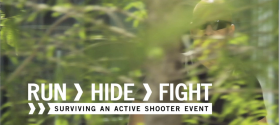 RUN ❯ HIDE ❯ FIGHT
❯❯❯ SURVIVING AN ACTIVE SHOOTER EVENT